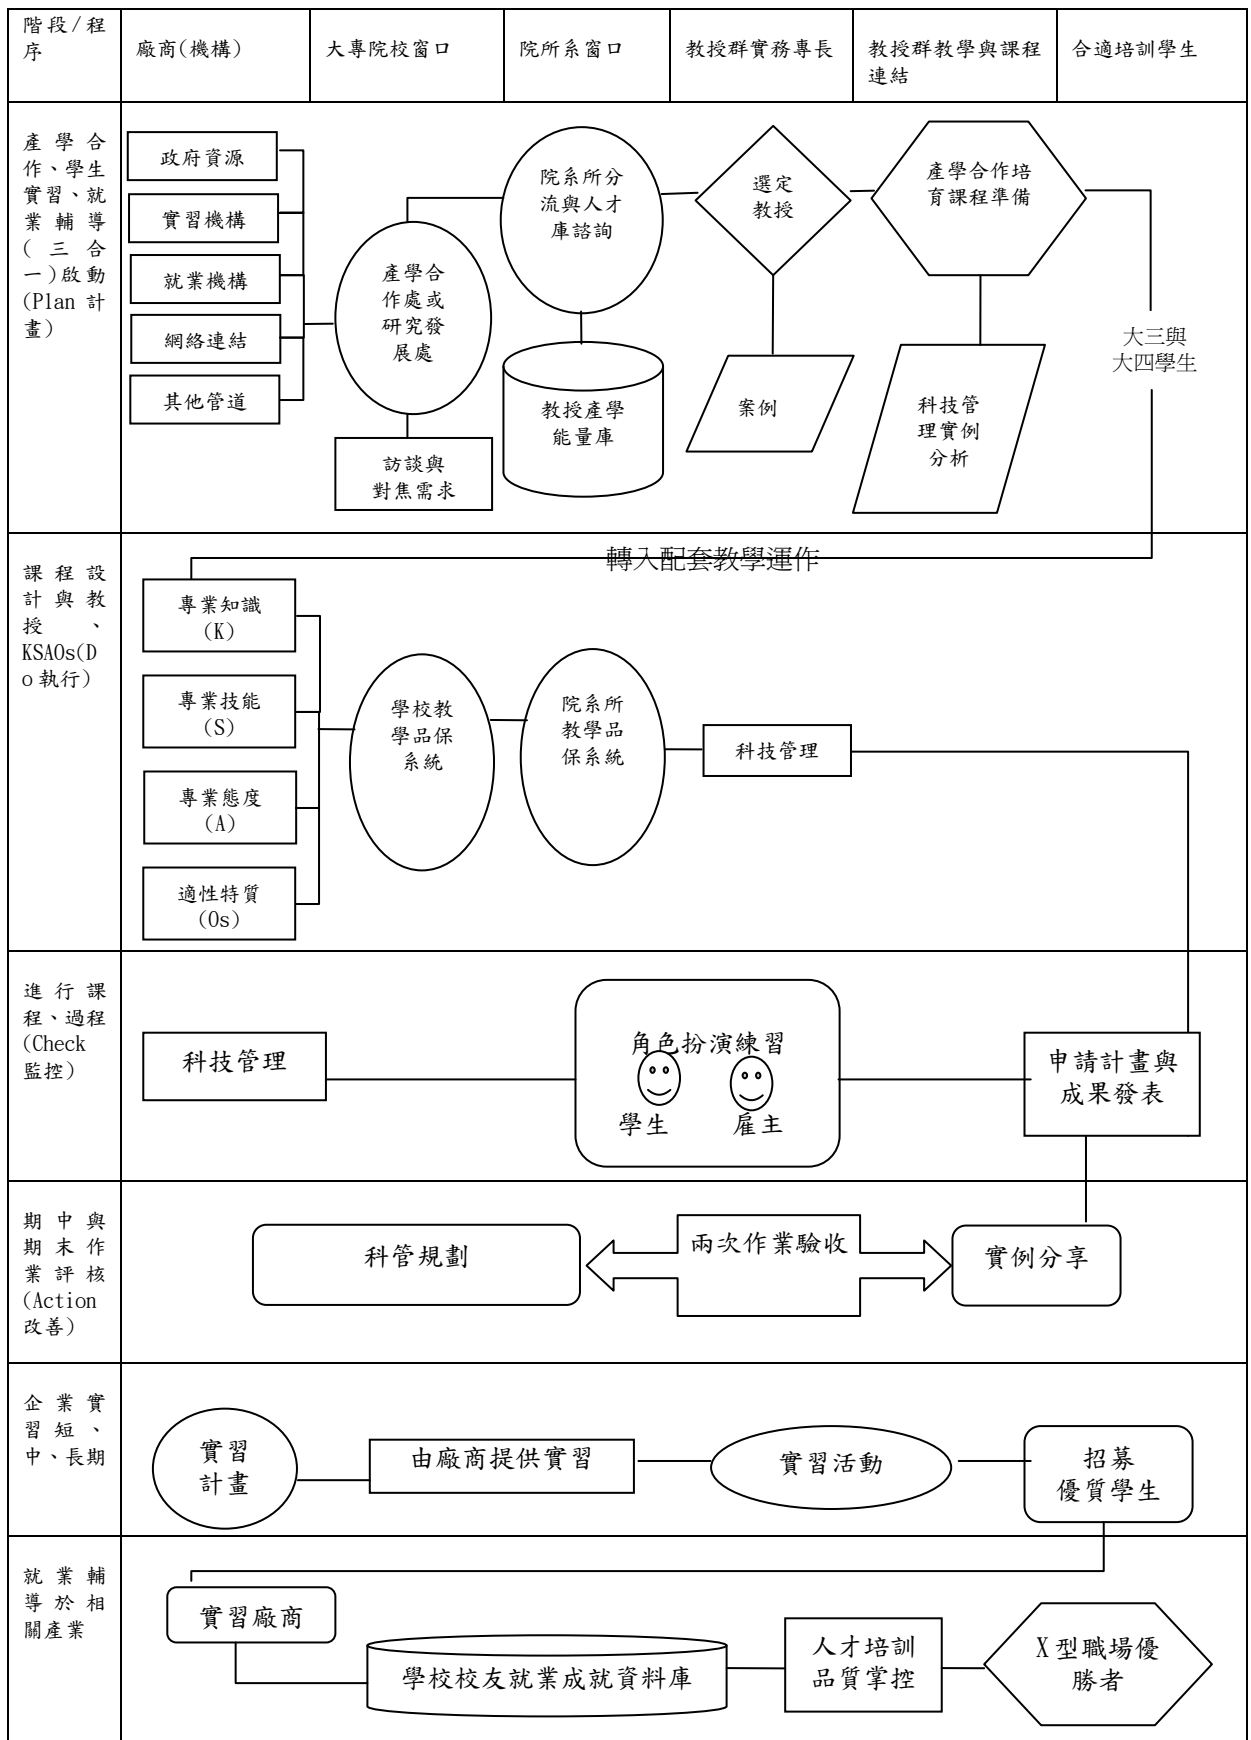 階段/程
序
廠商(機構)
大專院校窗口
院所系窗口
教授群實務專長
教授群教學與課程
連結
合適培訓學生
產學合
作、學生
實習、就
業輔導
(三合
一)啟動
(Plan 計
畫)
政府資源
實習機構
就業機構
網絡連結
其他管道
產學合
作處或
研究發
展處
訪談與
對焦需求
院系所分
流與人才
庫諮詢
教授產學
能量庫
選定
教授
案例
產學合作培
育課程準備
科技管
理實例
分析
大三與
大四學生
轉入配套教學運作
課程設
計與教
授、
KSAOs(D
o 執行)
專業知識
(K)
專業技能
(S)
專業態度
(A)
適性特質
(Os)
學校教
學品保
系統
院系所
教學品
保系統
科技管理
進行課
程、過程
(Check
監控)
科技管理
角色扮演練習
學生
雇主
申請計畫與
成果發表
期中與
期末作
業評核
(Action
改善)
科管規劃
兩次作業驗收
實例分享
企業實
習短、
中、長期
實習
計畫
由廠商提供實習
實習活動
招募
優質學生
就業輔
導於相
關產業
實習廠商
學校校友就業成就資料庫
人才培訓
品質掌控
X 型職場優
勝者